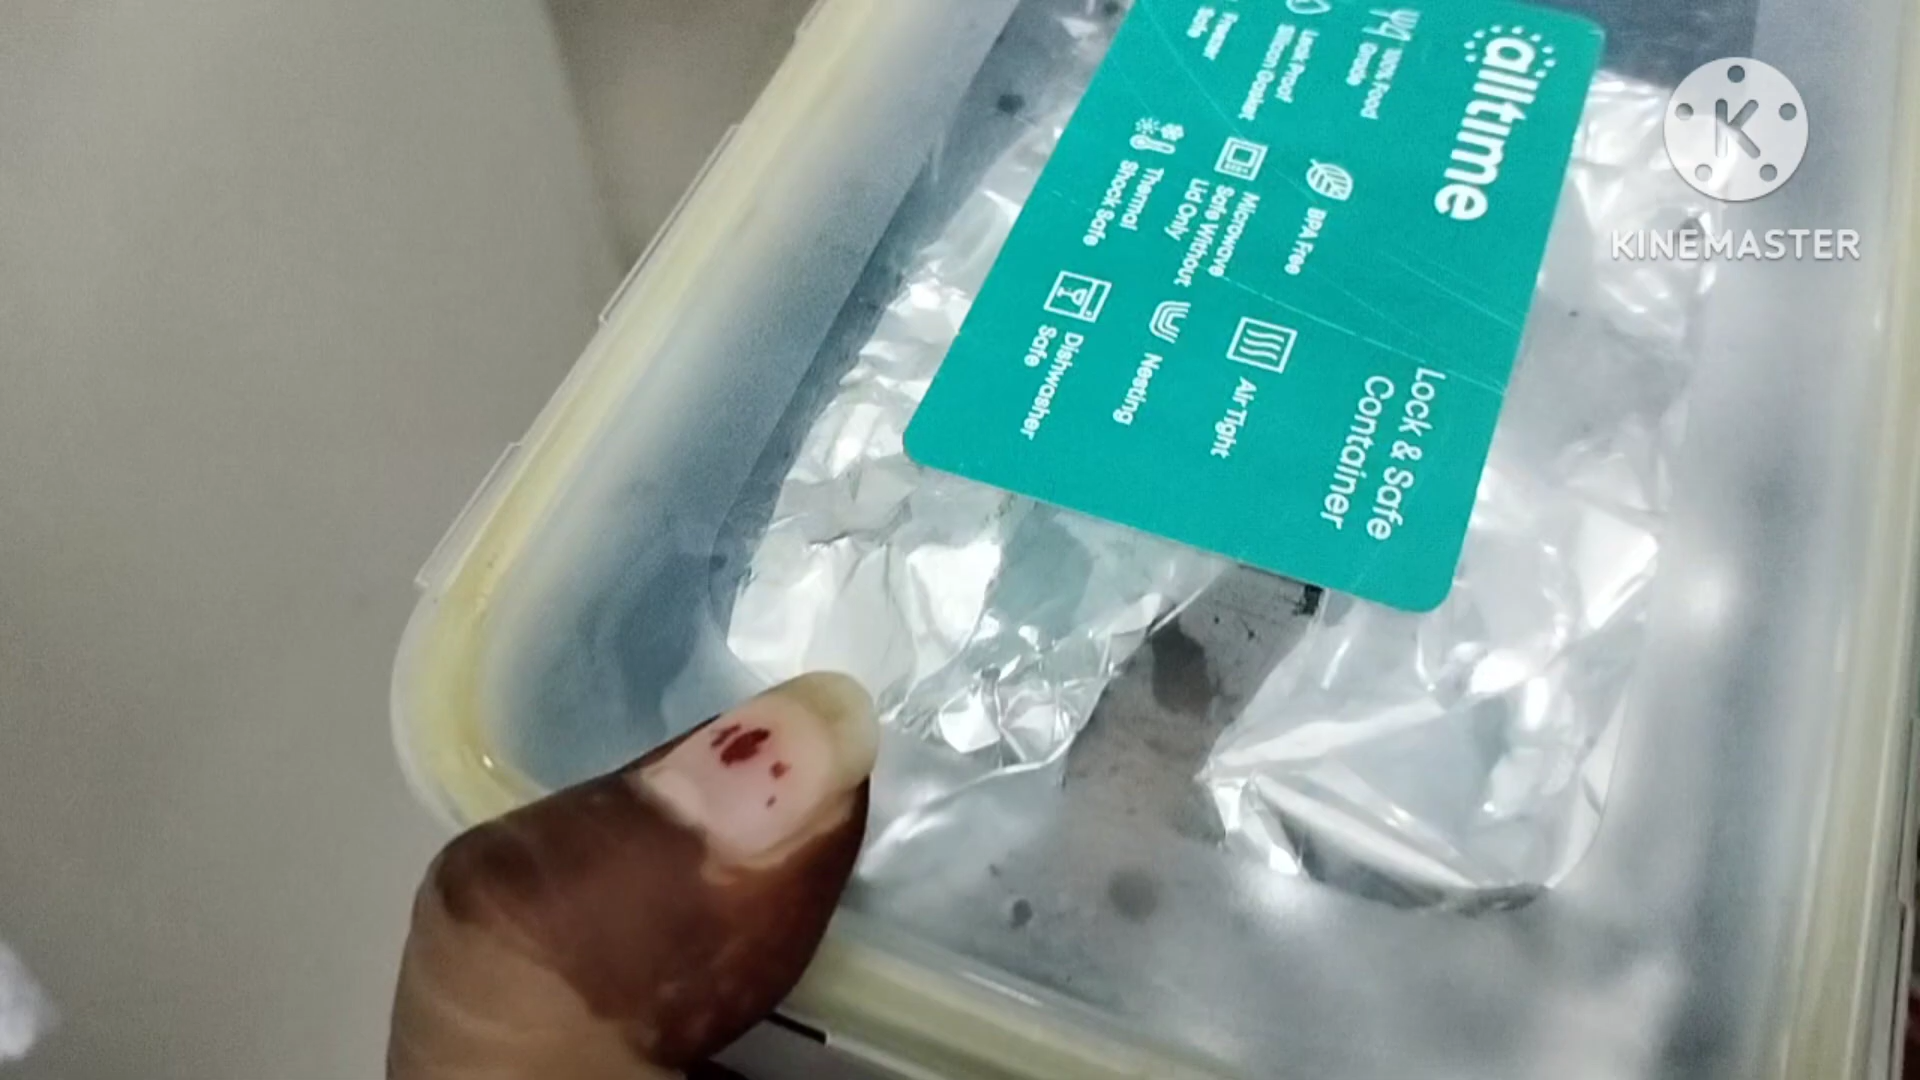 alltime
Lock & Safe
Container
100% Food
Grade
BPA Free
Air Tight
Leak Proof
Silicon Gasket
Microwave
Safe Without
Lid Only
Nesting
Freezer
Safe
Thermal
Shock Safe
Dishwasher
Safe
KINEMASTER